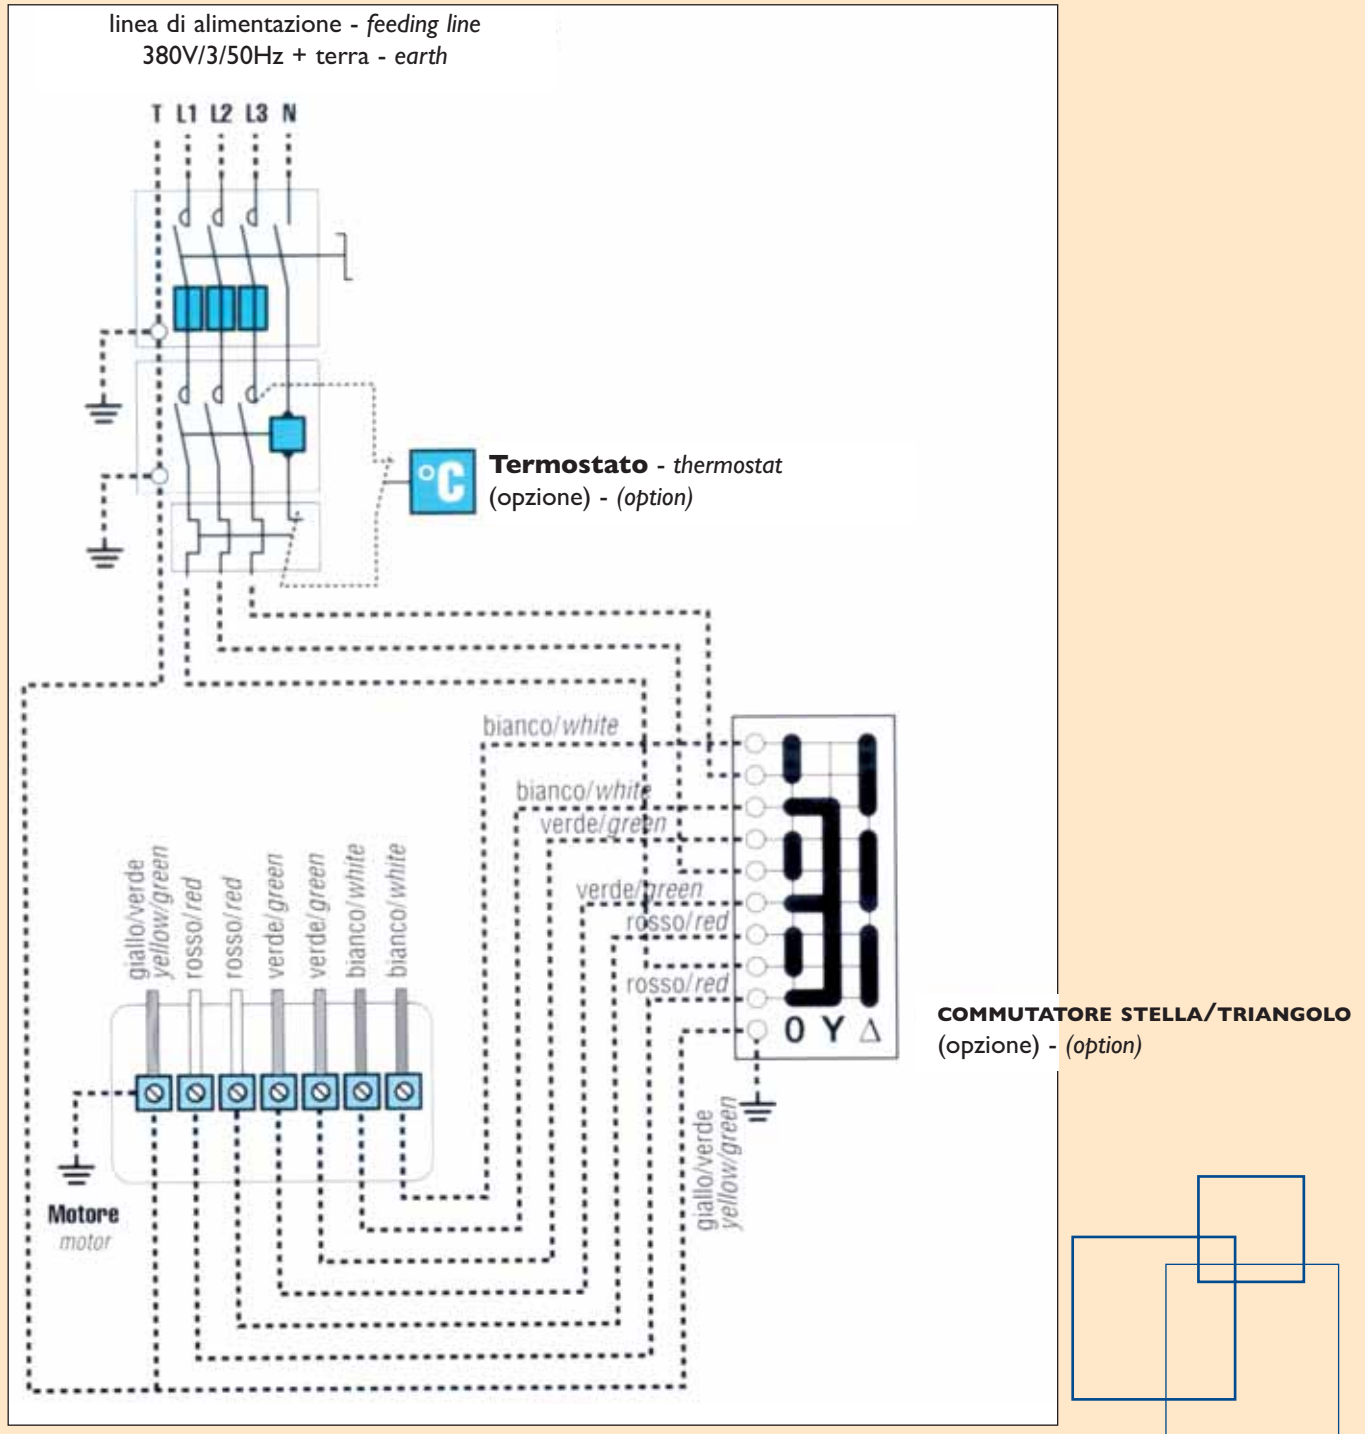 linea di alimentazione - feeding line
380V/3/50Hz + terra - earth
T L1 L2 L3 N
°C
Termostato - thermostat
(opzione) - (option)
bianco/white
bianco/white
verde/green
verde/green
rosso/red
rosso/red
0 Y Δ
COMMUTATORE STELLA/TRIANGOLO
(opzione) - (option)
giallo/verde
yellow/green
rosso/red
rosso/red
verde/green
verde/green
bianco/white
bianco/white
giallo/verde
yellow/green
Motore
motor